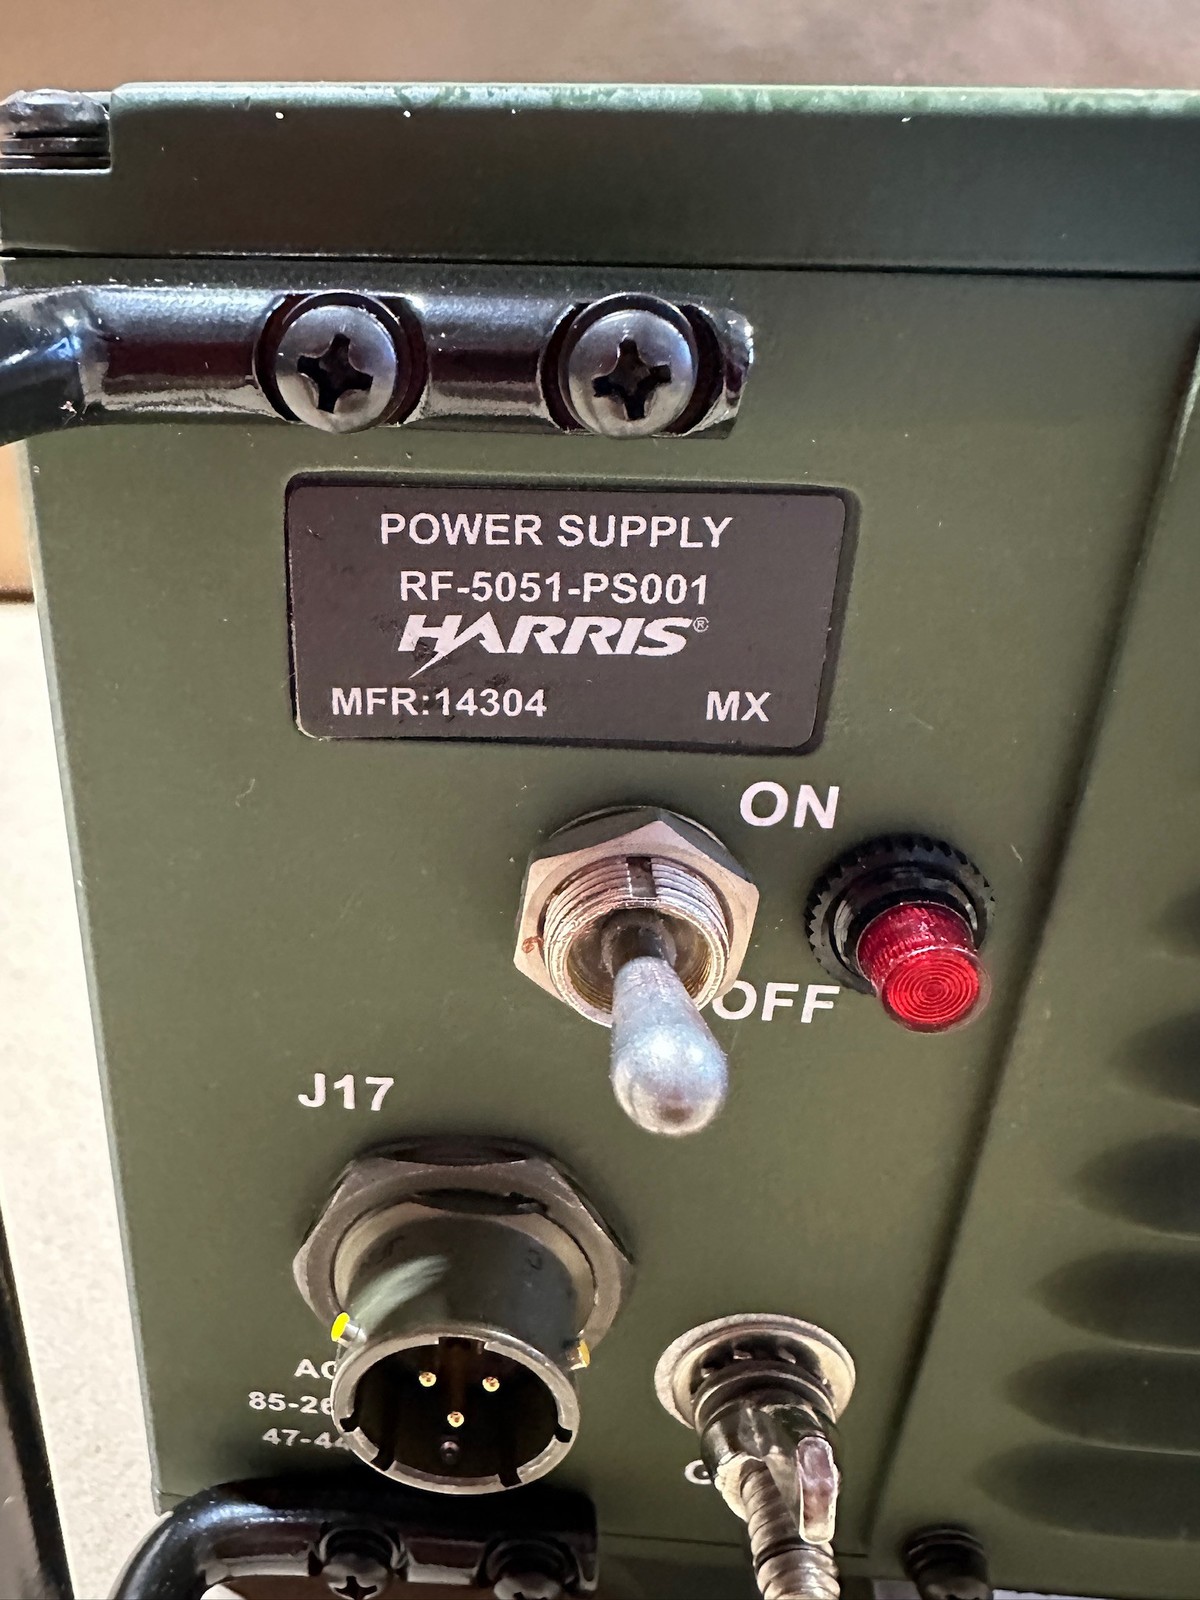 POWER SUPPLY
RF-5051-PS001
HARRIS®
MFR:14304 MX
ON
OFF
J17